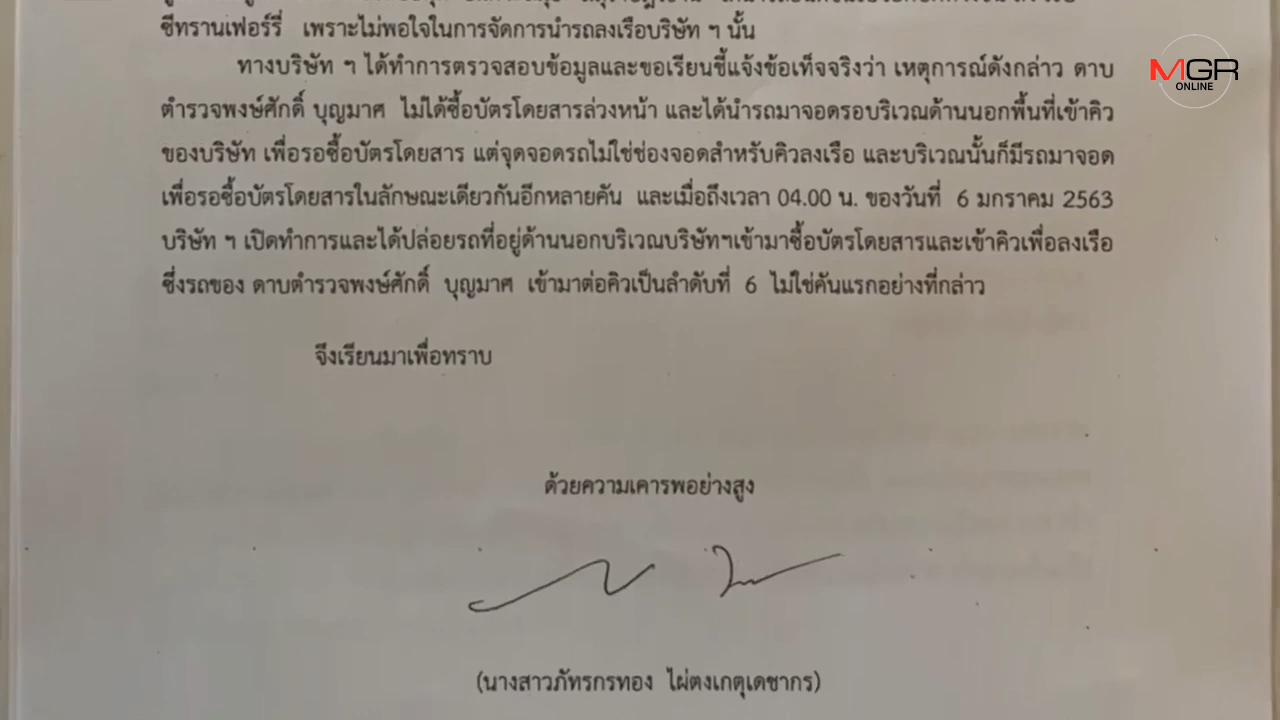 ซีทรานเฟอร์รี่ เพราะไม่พอใจในการจัดการนำรถลงเรือบริษัท ฯ นั้น
ทางบริษัท ฯ ได้ทำการตรวจสอบข้อมูลและขอเรียนชี้แจ้งข้อเท็จจริงว่า เหตุการณ์ดังกล่าว ดาบ
ตำรวจพงษ์ศักดิ์ บุญมาศ ไม่ได้ซื้อบัตรโดยสารล่วงหน้า และได้นำรถมาจอดรอบริเวณด้านนอกพื้นที่เข้าคิว
ของบริษัท เพื่อรอซื้อบัตรโดยสาร แต่จุดจอดรถไม่ใช่ช่องจอดสำหรับคิวลงเรือ และบริเวณนั้นก็มีรถมาจอด
เพื่อรอซื้อบัตรโดยสารในลักษณะเดียวกันอีกหลายคัน และเมื่อถึงเวลา 04.00 น. ของวันที่ 6 มกราคม 2563
บริษัท ฯ เปิดทำการและได้ปล่อยรถที่อยู่ด้านนอกบริเวณบริษัทฯเข้ามาซื้อบัตรโดยสารและเข้าคิวเพื่อลงเรือ
ซึ่งรถของ ดาบตำรวจพงษ์ศักดิ์ บุญมาศ เข้ามาต่อคิวเป็นลำดับที่ 6 ไม่ใช่คันแรกอย่างที่กล่าว
จึงเรียนมาเพื่อทราบ
ด้วยความเคารพอย่างสูง
(นางสาวภัทรกรทอง ไผ่ตงเกตุเดชากร)
MGR
ONLINE